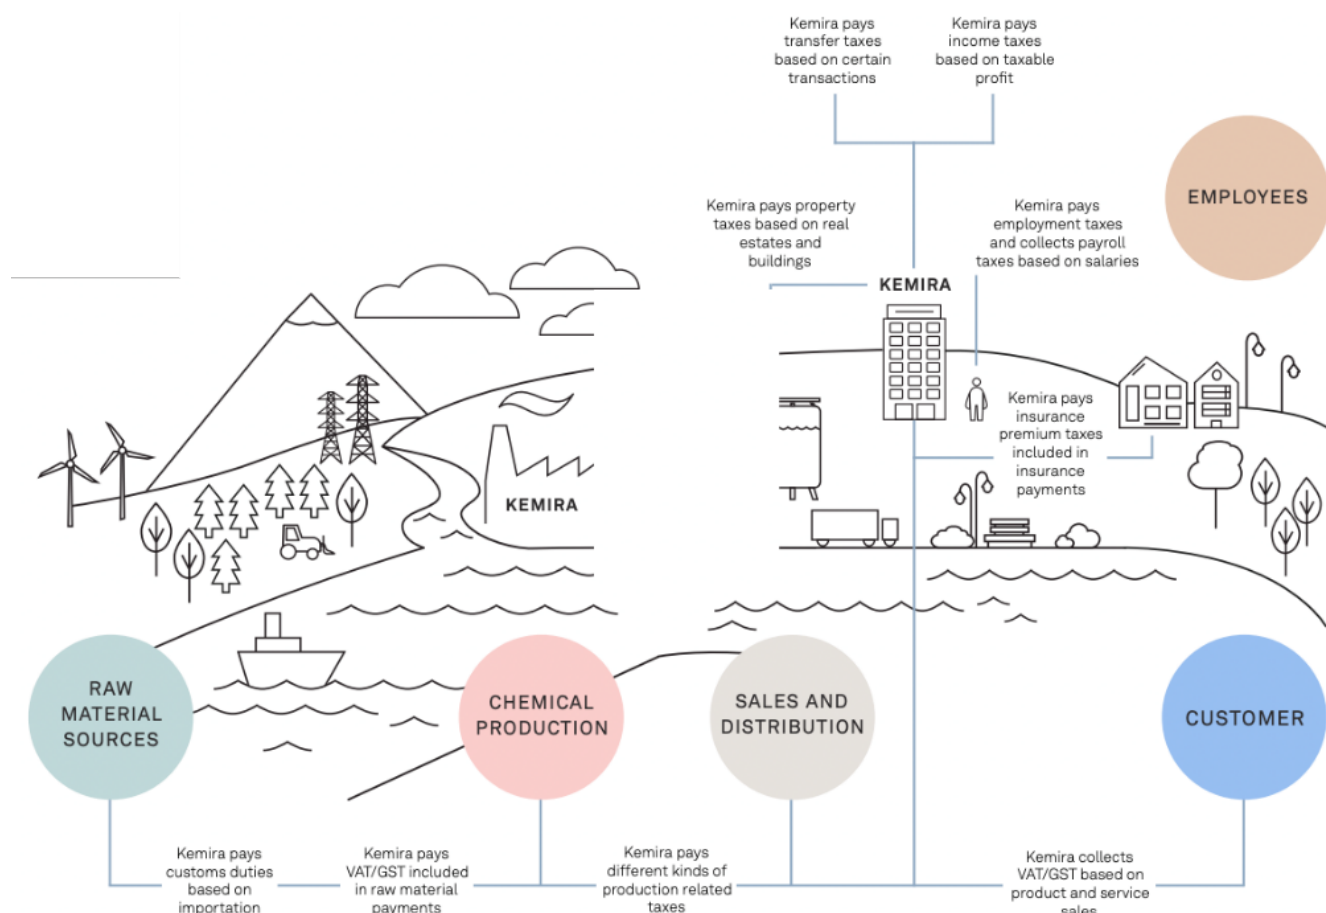 Kemira pays
transfer taxes
based on certain
transactions
Kemira pays
income taxes
based on taxable
profit
EMPLOYEES
Kemira pays property
taxes based on real
estates and
buildings
Kemira pays
employment taxes
and collects payroll
taxes based on salaries
KEMIRA
Kemira pays
insurance
premium taxes
included in
insurance
payments
KEMIRA
RAW
MATERIAL
SOURCES
CHEMICAL
PRODUCTION
SALES AND
DISTRIBUTION
CUSTOMER
Kemira pays
customs duties
based on
importation
Kemira pays
VAT/GST included
in raw material
payments
Kemira pays
different kinds of
production related
taxes
Kemira collects
VAT/GST based on
product and service
sales